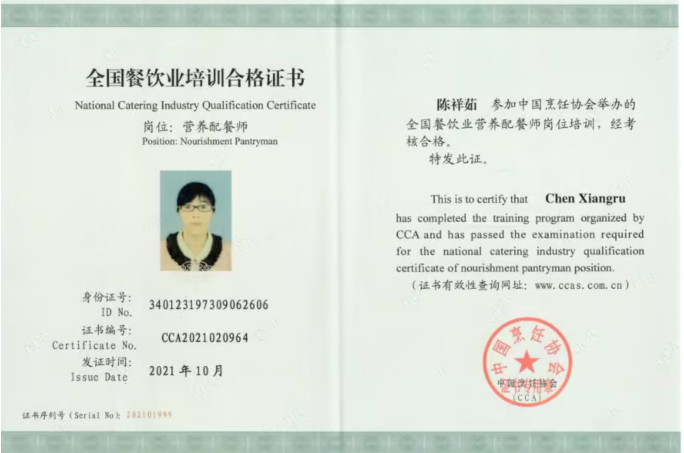 全国餐饮业培训合格证书
National Catering Industry Qualification Certificate
岗位：营养配餐师
Position: Nourishment Pantryman
身份证号：
ID No.
340123197309062606
证书编号：
Certificate No.
CCA2021020964
发证时间：
Issue Date
2021 年 10 月
证书序列号 (Serial No): 202101999
陈祥茹 参加中国烹饪协会举办的
全国餐饮业营养配餐师岗位培训，经考
核合格。
特发此证。
This is to certify that Chen Xiangru
has completed the training program organized by
CCA and has passed the examination required
for the national catering industry qualification
certificate of nourishment pantryman position.
（证书有效性查询网址：www.ccas.com.cn）
中国烹饪协会
中国烹饪协会
证书专用章
(CCA)